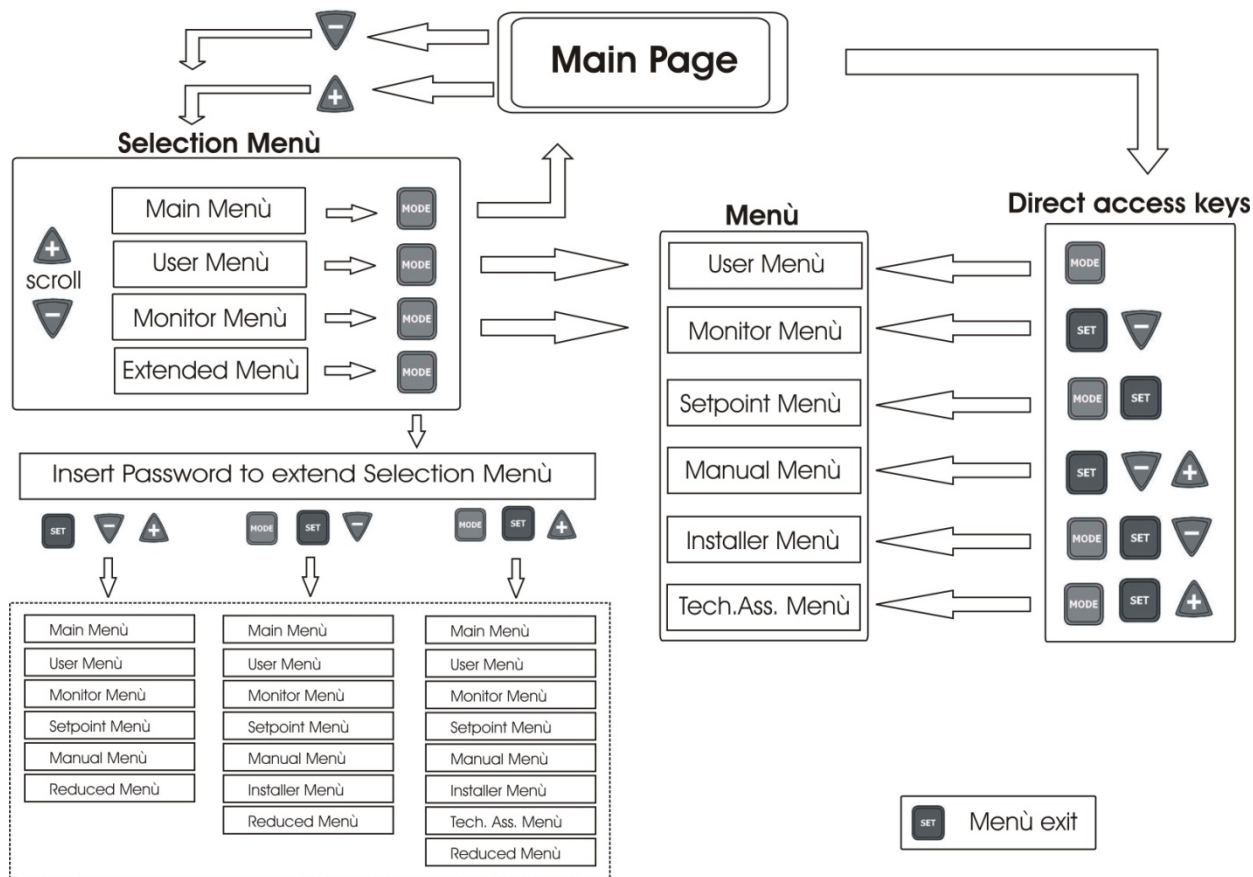 Main Page
−
+
Selection Menù
+
scroll
−
Main Menù
MODE
User Menù
MODE
Monitor Menù
MODE
Extended Menù
MODE
Insert Password to extend Selection Menù
SET − +
MODE SET −
MODE SET +
Main Menù
User Menù
Monitor Menù
Setpoint Menù
Manual Menù
Reduced Menù
Main Menù
User Menù
Monitor Menù
Setpoint Menù
Manual Menù
Installer Menù
Reduced Menù
Main Menù
User Menù
Monitor Menù
Setpoint Menù
Manual Menù
Installer Menù
Tech. Ass. Menù
Reduced Menù
Menù
User Menù
Monitor Menù
Setpoint Menù
Manual Menù
Installer Menù
Tech.Ass. Menù
Direct access keys
MODE
SET −
MODE SET
SET − +
MODE SET −
MODE SET +
SET Menù exit